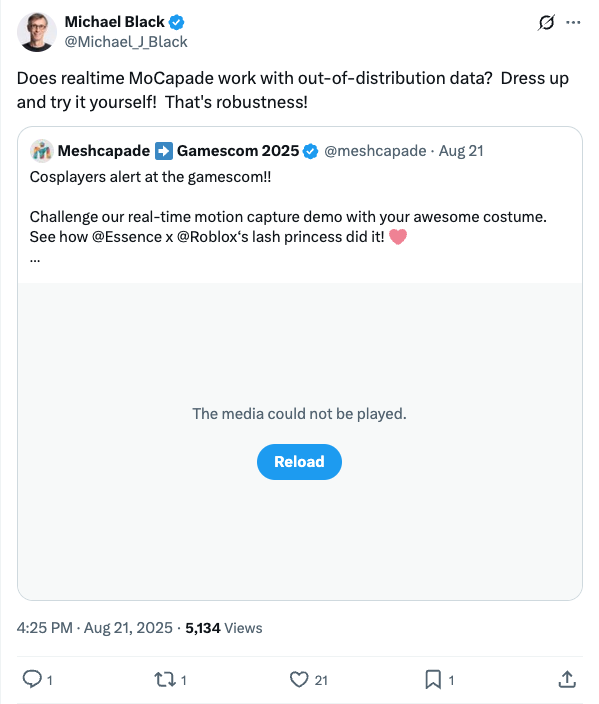 Michael Black
@Michael_J_Black
Does realtime MoCapade work with out-of-distribution data?  Dress up
and try it yourself!  That's robustness!
Meshcapade ➡️ Gamescom 2025 @meshcapade · Aug 21
Cosplayers alert at the gamescom!!
Challenge our real-time motion capture demo with your awesome costume.
See how @Essence x @Roblox‘s lash princess did it! 🩷
...
The media could not be played.
Reload
4:25 PM · Aug 21, 2025 · 5,134 Views
1 1 21 1